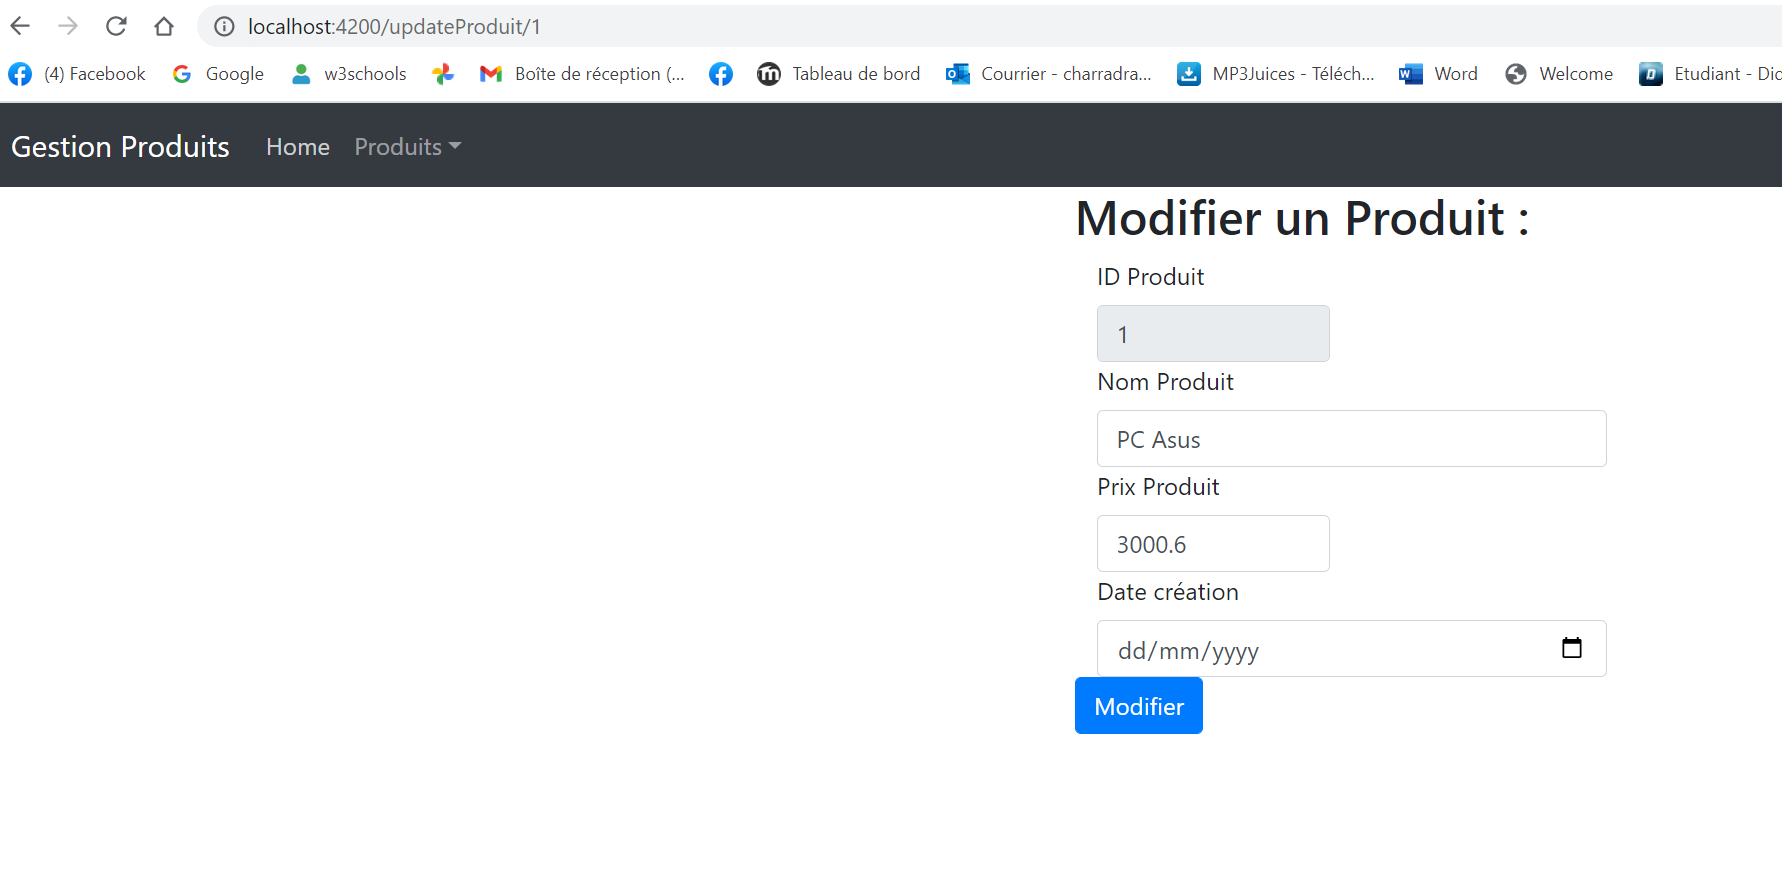 localhost:4200/updateProduit/1
(4) Facebook Google w3schools Boîte de réception (... Tableau de bord Courrier - charradra... MP3Juices - Téléch... Word Welcome Etudiant - Dic
Gestion Produits Home Produits
Modifier un Produit :
ID Produit
1
Nom Produit
PC Asus
Prix Produit
3000.6
Date création
dd/mm/yyyy
Modifier